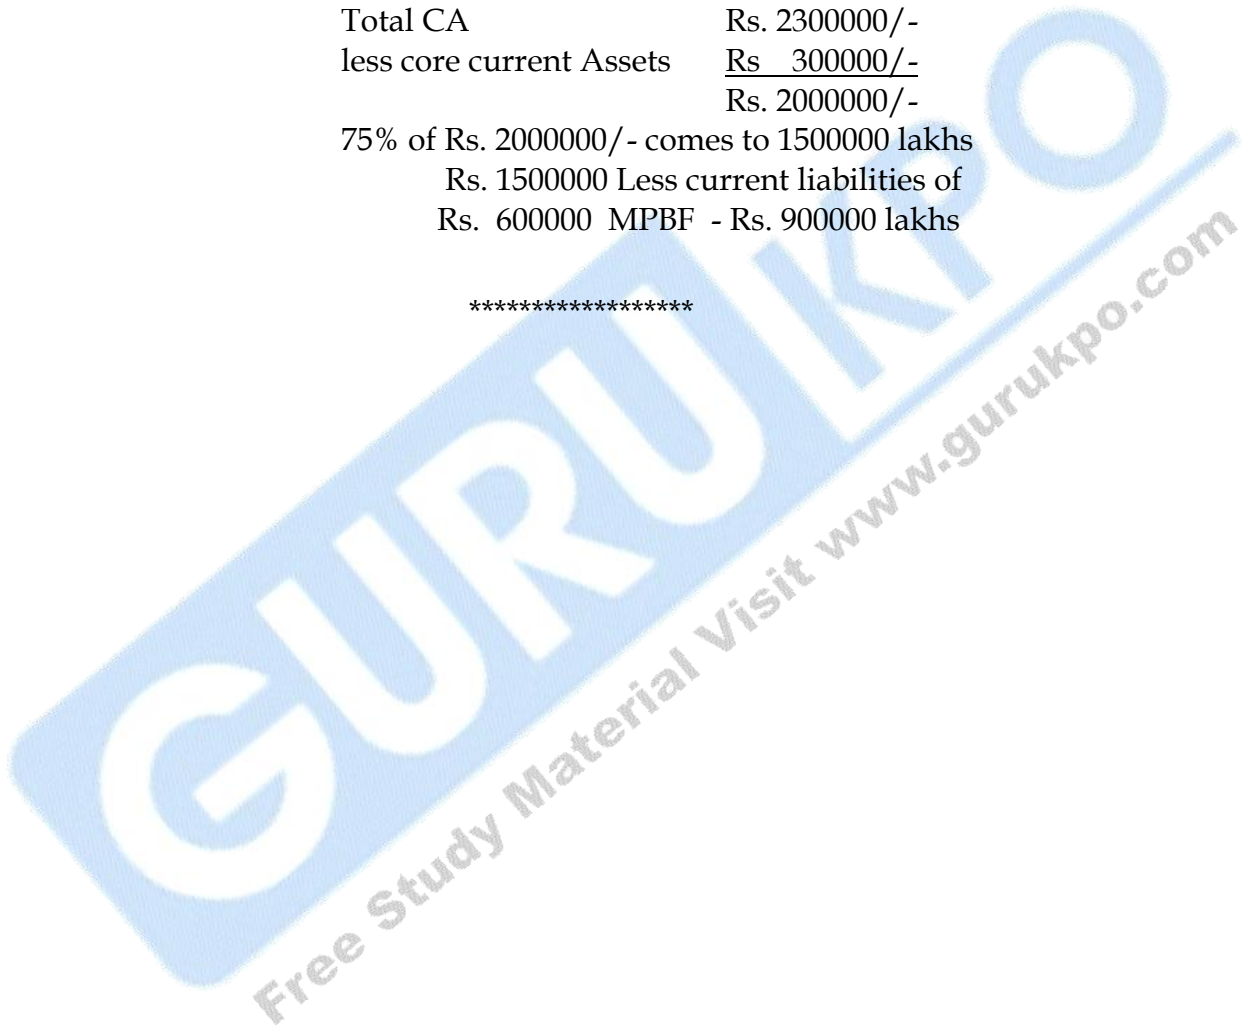 Total CA Rs. 2300000/-
less core current Assets Rs 300000/-
Rs. 2000000/-
75% of Rs. 2000000/- comes to 1500000 lakhs
Rs. 1500000 Less current liabilities of
Rs. 600000 MPBF - Rs. 900000 lakhs
******************
GURUKPO
Free Study Material Visit www.gurukpo.com